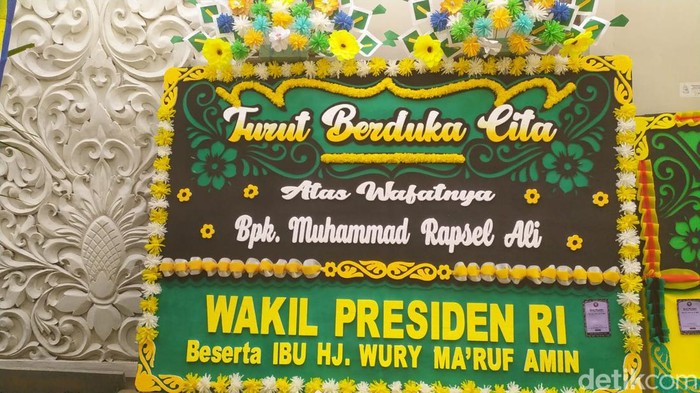 Turut Berduka Cita
Atas Wafatnya
Bpk. Muhammad Rapsel Ali
WAKIL PRESIDEN RI
Beserta IBU HJ. WURY MA'RUF AMIN
detikcom